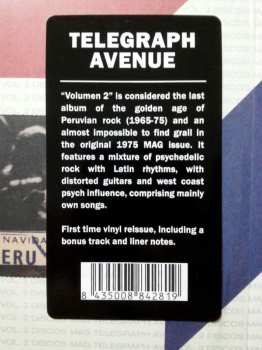 TELEGRAPH
AVENUE
“Volumen 2” is considered the last
album of the golden age of
Peruvian rock (1965-75) and an
almost impossible to find grail in
the original 1975 MAG issue. It
features a mixture of psychedelic
rock with Latin rhythms, with
distorted guitars and west coast
psych influence, comprising mainly
own songs.
First time vinyl reissue, including a
bonus track and liner notes.
NAVIDA
ERU
8 435008 842819